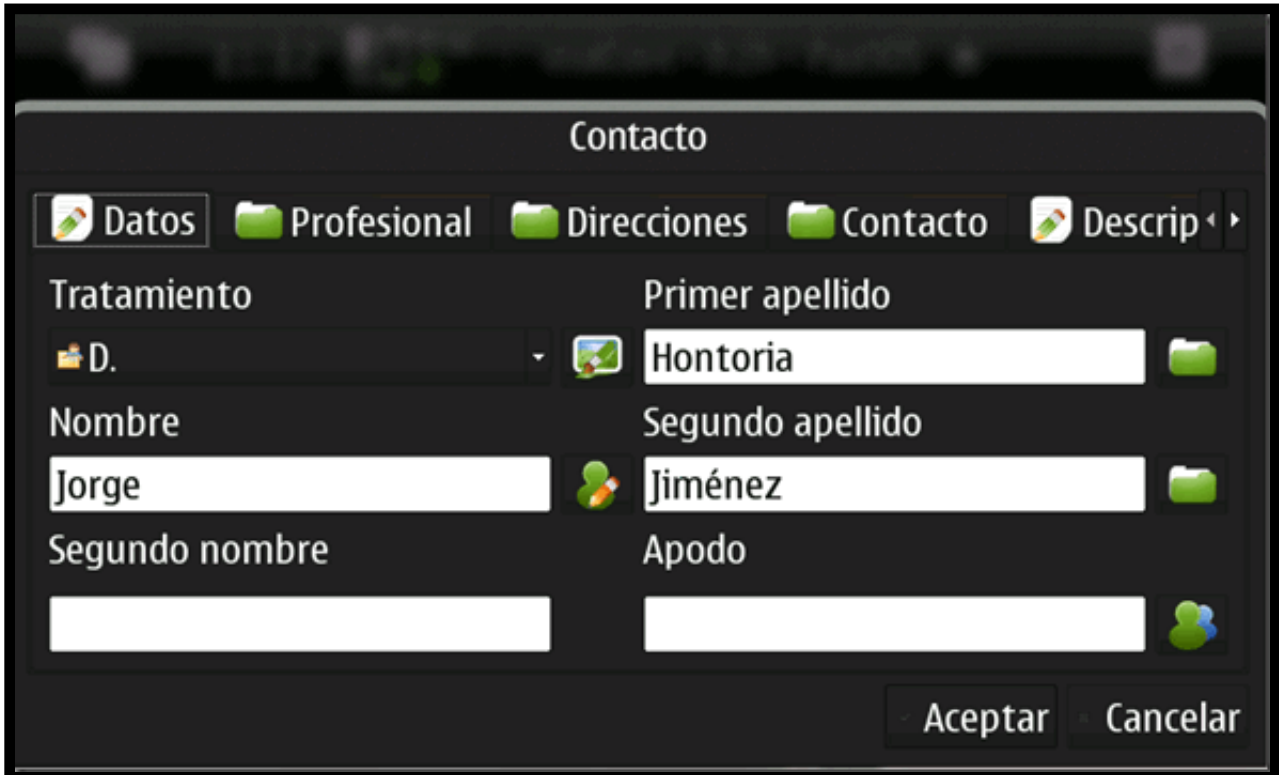 Contacto
Datos Profesional Direcciones Contacto Descrip
Tratamiento Primer apellido
D. Hontoria
Nombre Segundo apellido
Jorge Jiménez
Segundo nombre Apodo
Aceptar Cancelar